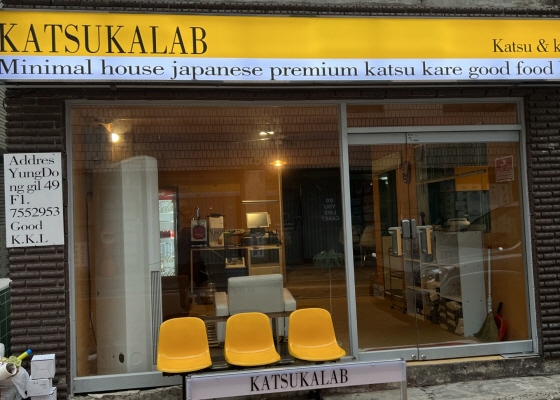 KATSUKALAB
Katsu & k
Minimal house japanese premium katsu kare good food
Addres
YungDo
ng gil 49
F1.
7552953
Good
K.K.L
KATSUKALAB